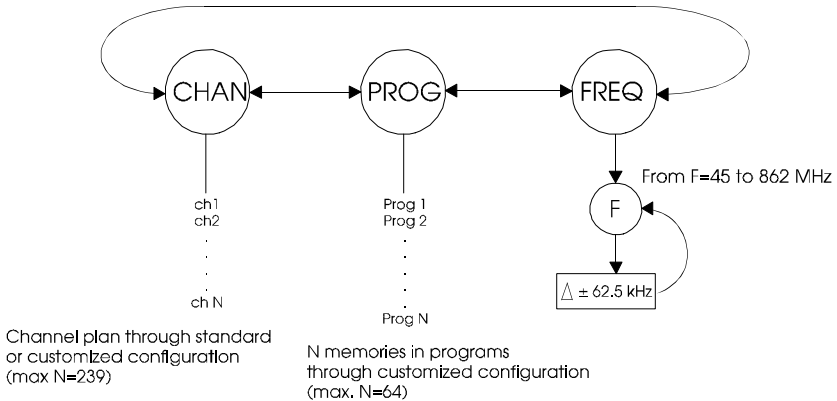 CHAN
PROG
FREQ
From F=45 to 862 MHz
F
Δ ± 62.5 kHz
ch1
ch2
.
.
.
.
ch N
Prog 1
Prog 2
.
.
.
.
Prog N
Channel plan through standard
or customized configuration
(max N=239)
N memories in programs
through customized configuration
(max. N=64)